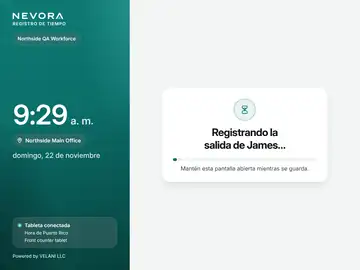 NEVORA
REGISTRO DE TIEMPO
Northside QA Workforce
9:29 a. m.
Northside Main Office
domingo, 22 de noviembre
Tableta conectada
Hora de Puerto Rico
Front counter tablet
Powered by VELANI LLC
Registrando la
salida de James...
Mantén esta pantalla abierta mientras se guarda.